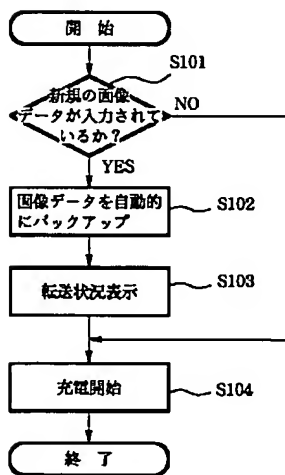 開始
S101
新規の画像
データが入力されて
いるか？
NO
YES
画像データを自動的
にバックアップ
S102
転送状況表示
S103
充電開始
S104
終了